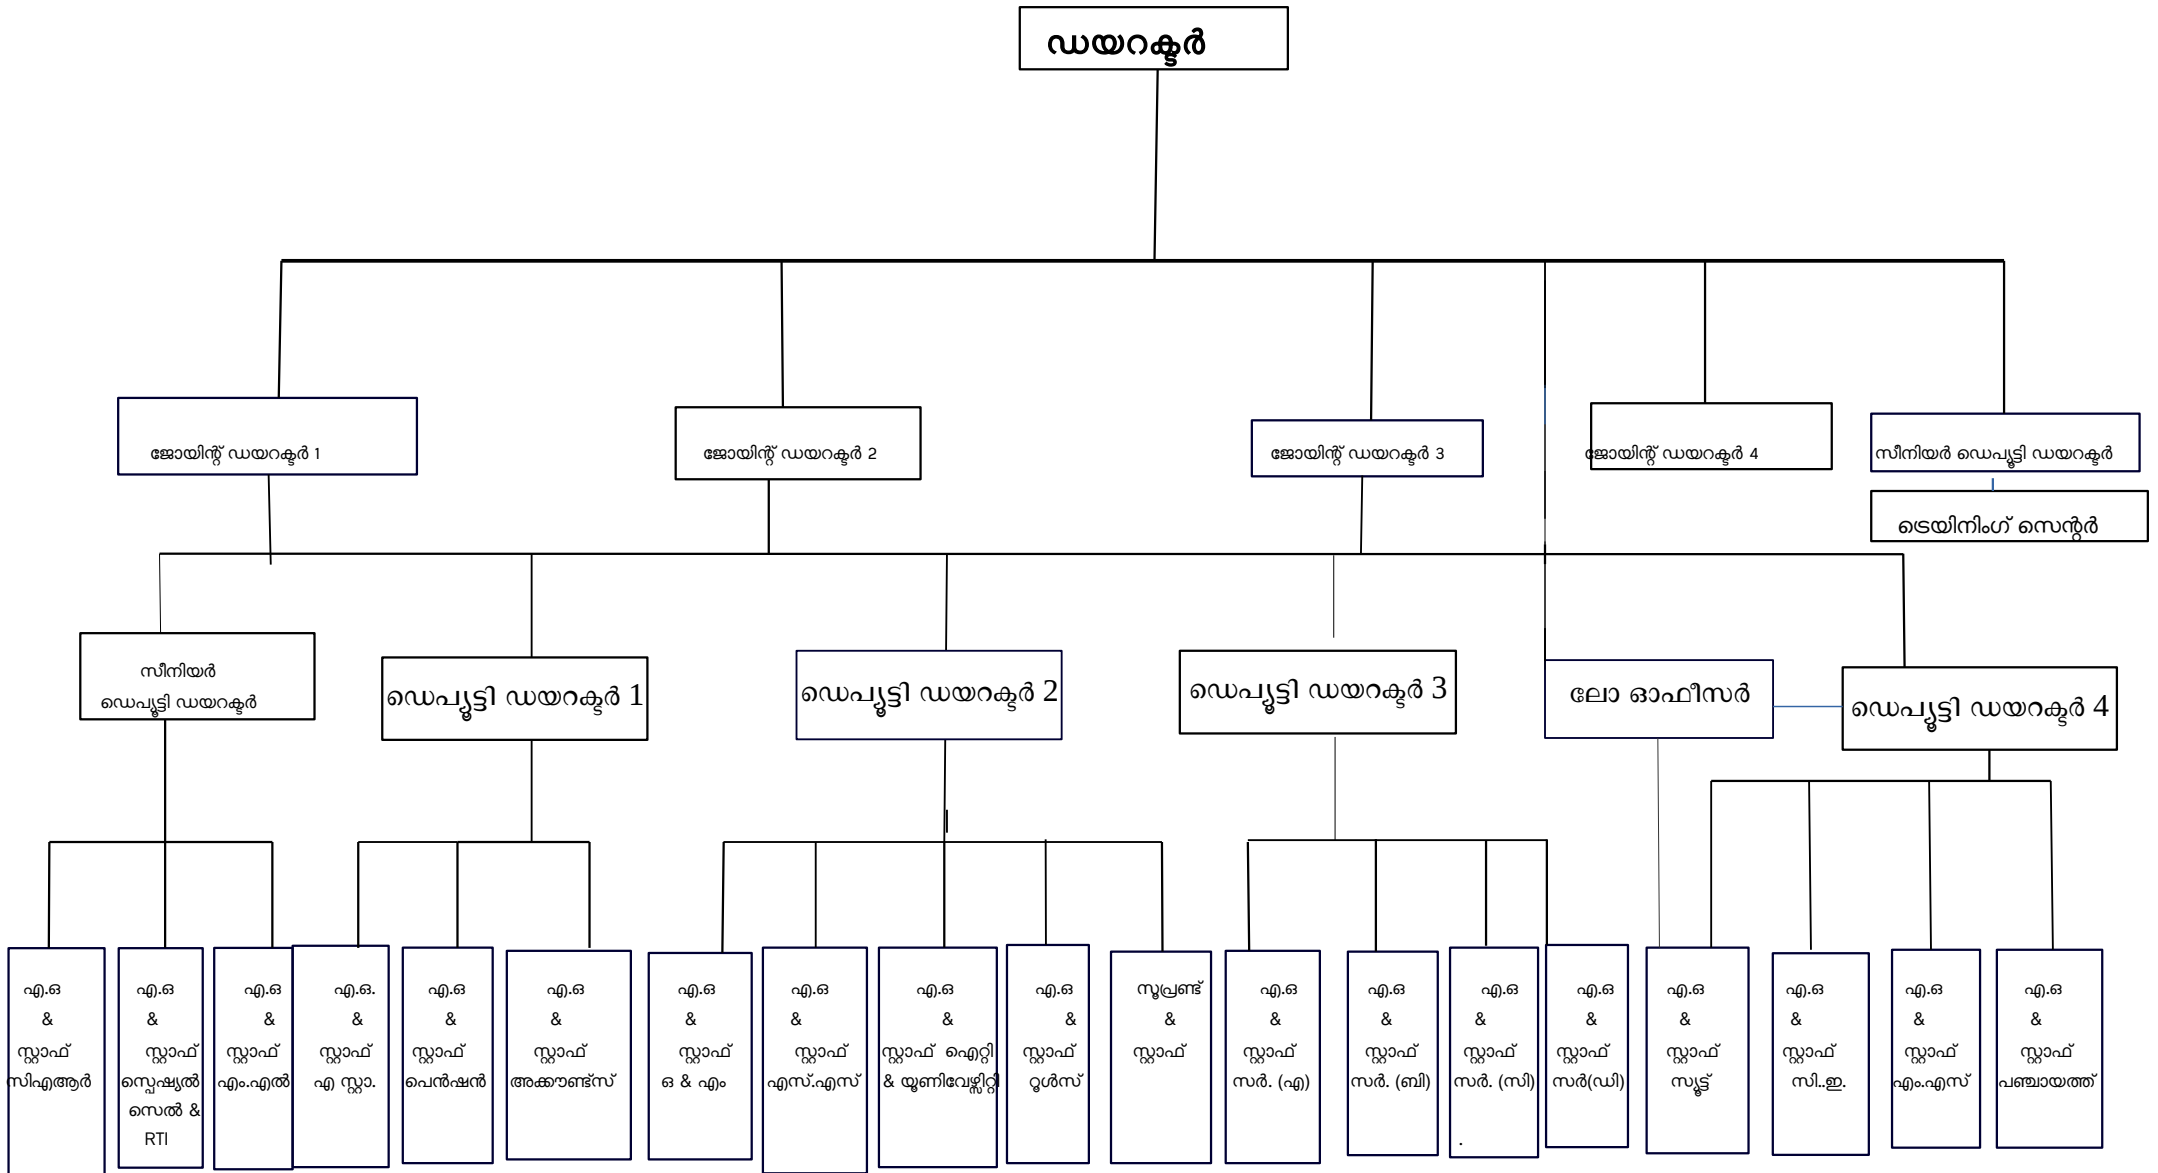 ഡയറക്ടർ
ജോയിന്റ് ഡയറക്ടർ 1
ജോയിന്റ് ഡയറക്ടർ 2
ജോയിന്റ് ഡയറക്ടർ 3
ജോയിന്റ് ഡയറക്ടർ 4
സീനിയർ ഡെപ്യൂട്ടി ഡയറക്ടർ
ട്രെയിനിംഗ് സെന്റർ
സീനിയർ
ഡെപ്യൂട്ടി ഡയറക്ടർ
ഡെപ്യൂട്ടി ഡയറക്ടർ 1
ഡെപ്യൂട്ടി ഡയറക്ടർ 2
ഡെപ്യൂട്ടി ഡയറക്ടർ 3
ലോ ഓഫീസർ
ഡെപ്യൂട്ടി ഡയറക്ടർ 4
എ.ഒ
&
സ്റ്റാഫ്
സിഎആർ
എ.ഒ
&
സ്റ്റാഫ്
സ്പെഷ്യൽ
സെൽ &
RTI
എ.ഒ
&
സ്റ്റാഫ്
എം.എൽ
എ.ഒ.
&
സ്റ്റാഫ്
എ സ്റ്റാ.
എ.ഒ
&
സ്റ്റാഫ്
പെൻഷൻ
എ.ഒ
&
സ്റ്റാഫ്
അക്കൗണ്ട്സ്
എ.ഒ
&
സ്റ്റാഫ്
ഒ & എം
എ.ഒ
&
സ്റ്റാഫ്
എസ്.എസ്
എ.ഒ
&
സ്റ്റാഫ് ഐറ്റി
& യൂണിവേഴ്സിറ്റി
എ.ഒ
&
സ്റ്റാഫ്
റൂൾസ്
സൂപ്രണ്ട്
&
സ്റ്റാഫ്
എ.ഒ
&
സ്റ്റാഫ്
സർ. (എ)
എ.ഒ
&
സ്റ്റാഫ്
സർ. (ബി)
എ.ഒ
&
സ്റ്റാഫ്
സർ. (സി)
.
എ.ഒ
&
സ്റ്റാഫ്
സർ(ഡി)
എ.ഒ
&
സ്റ്റാഫ്
സ്യൂട്ട്
എ.ഒ
&
സ്റ്റാഫ്
സി..ഇ.
എ.ഒ
&
സ്റ്റാഫ്
എം.എസ്
എ.ഒ
&
സ്റ്റാഫ്
പഞ്ചായത്ത്